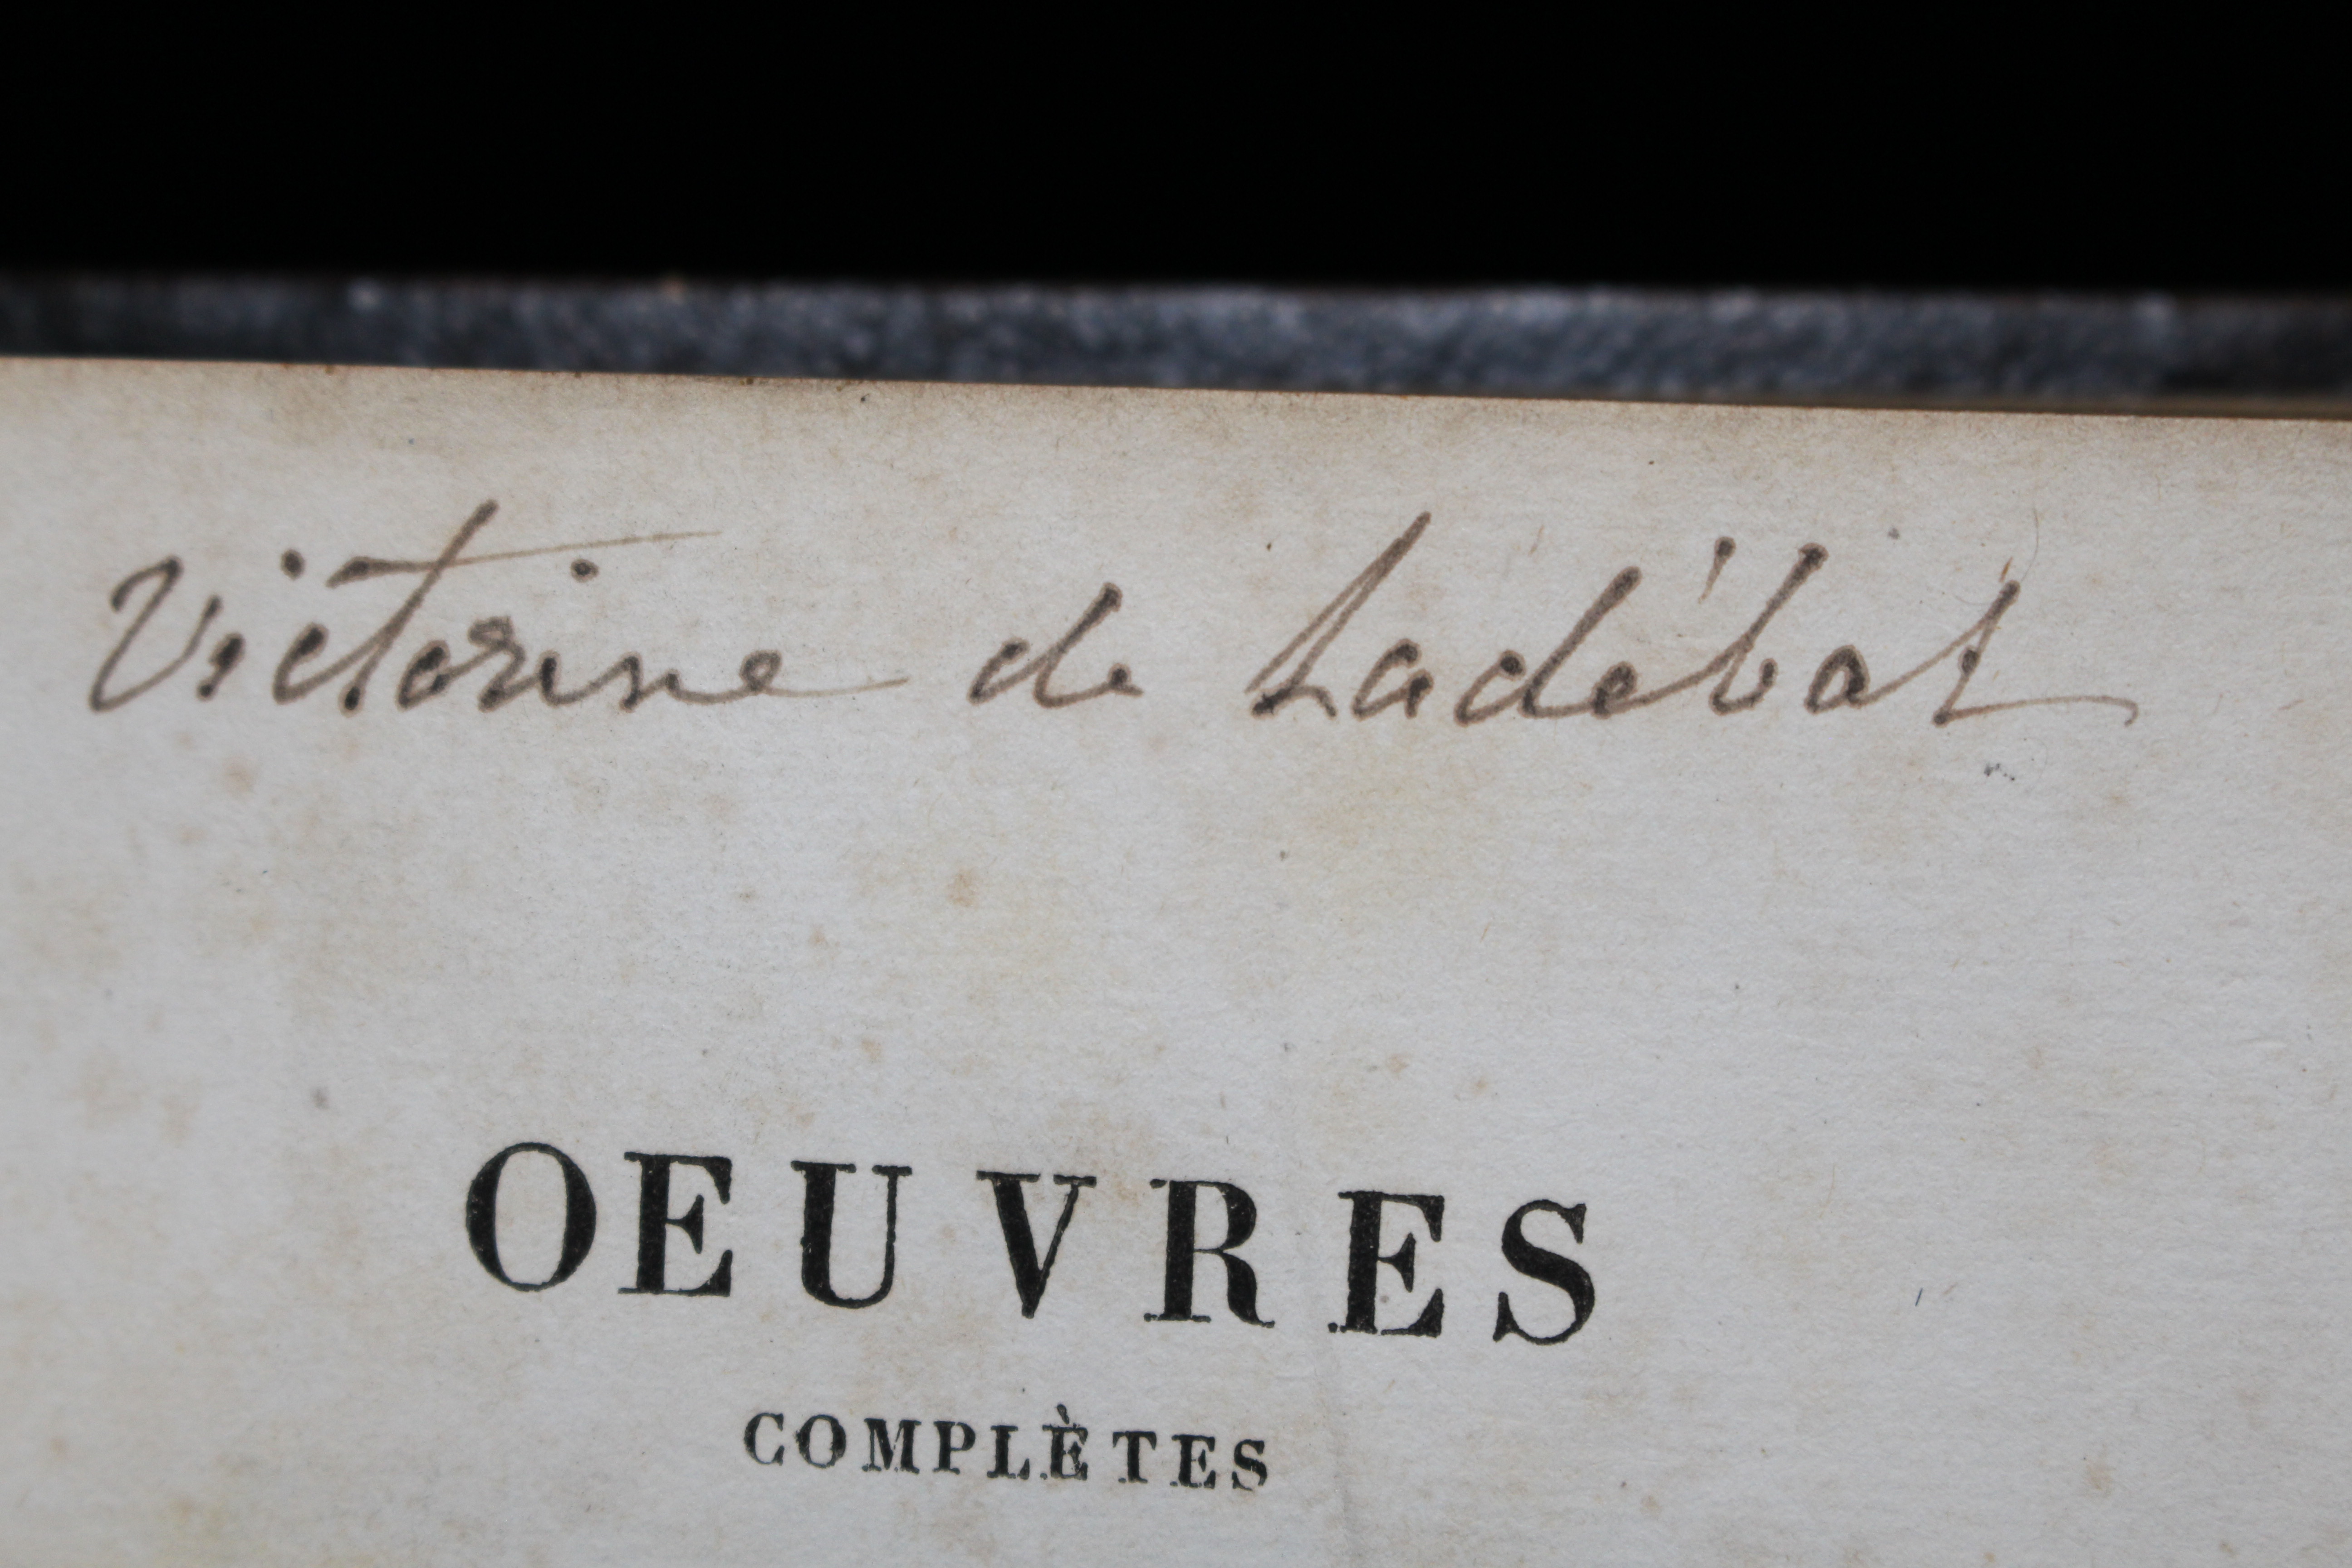 Victorine de Ladébat
OEUVRES
COMPLÈTES